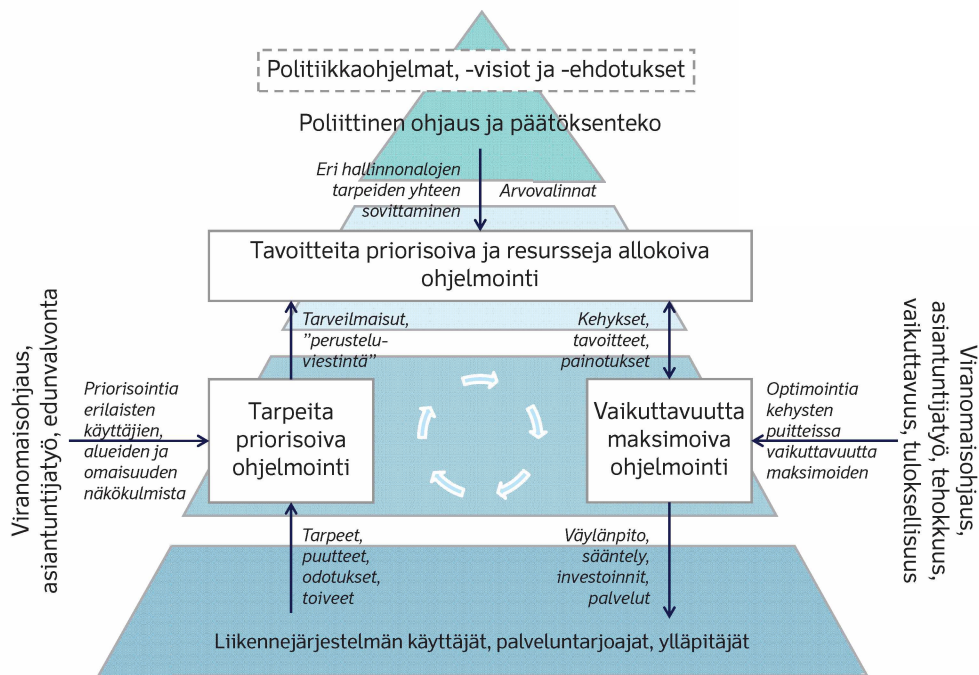 Politiikkaohjelmat, -visiot ja -ehdotukset
Poliittinen ohjaus ja päätöksenteko
Eri hallinnonalojen
tarpeiden yhteen
sovittaminen
Arvovalinnat
Tavoitteita priorisoiva ja resursseja allokoiva
ohjelmointi
Tarveilmaisut,
”perustelu-
viestintä”
Kehykset,
tavoitteet,
painotukset
Viranomaisohjaus,
asiantuntijatyö, edunvalvonta
Priorisointia
erilaisten
käyttäjien,
alueiden ja
omaisuuden
näkökulmista
Tarpeita
priorisoiva
ohjelmointi
Vaikuttavuutta
maksimoiva
ohjelmointi
Optimointia
kehysten
puitteissa
vaikuttavuutta
maksimoiden
Viranomaisohjaus,
asiantuntijatyö, tehokkuus,
vaikuttavuus, tuloksellisuus
Tarpeet,
puutteet,
odotukset,
toiveet
Väylänpito,
sääntely,
investoinnit,
palvelut
Liikennejärjestelmän käyttäjät, palveluntarjoajat, ylläpitäjät